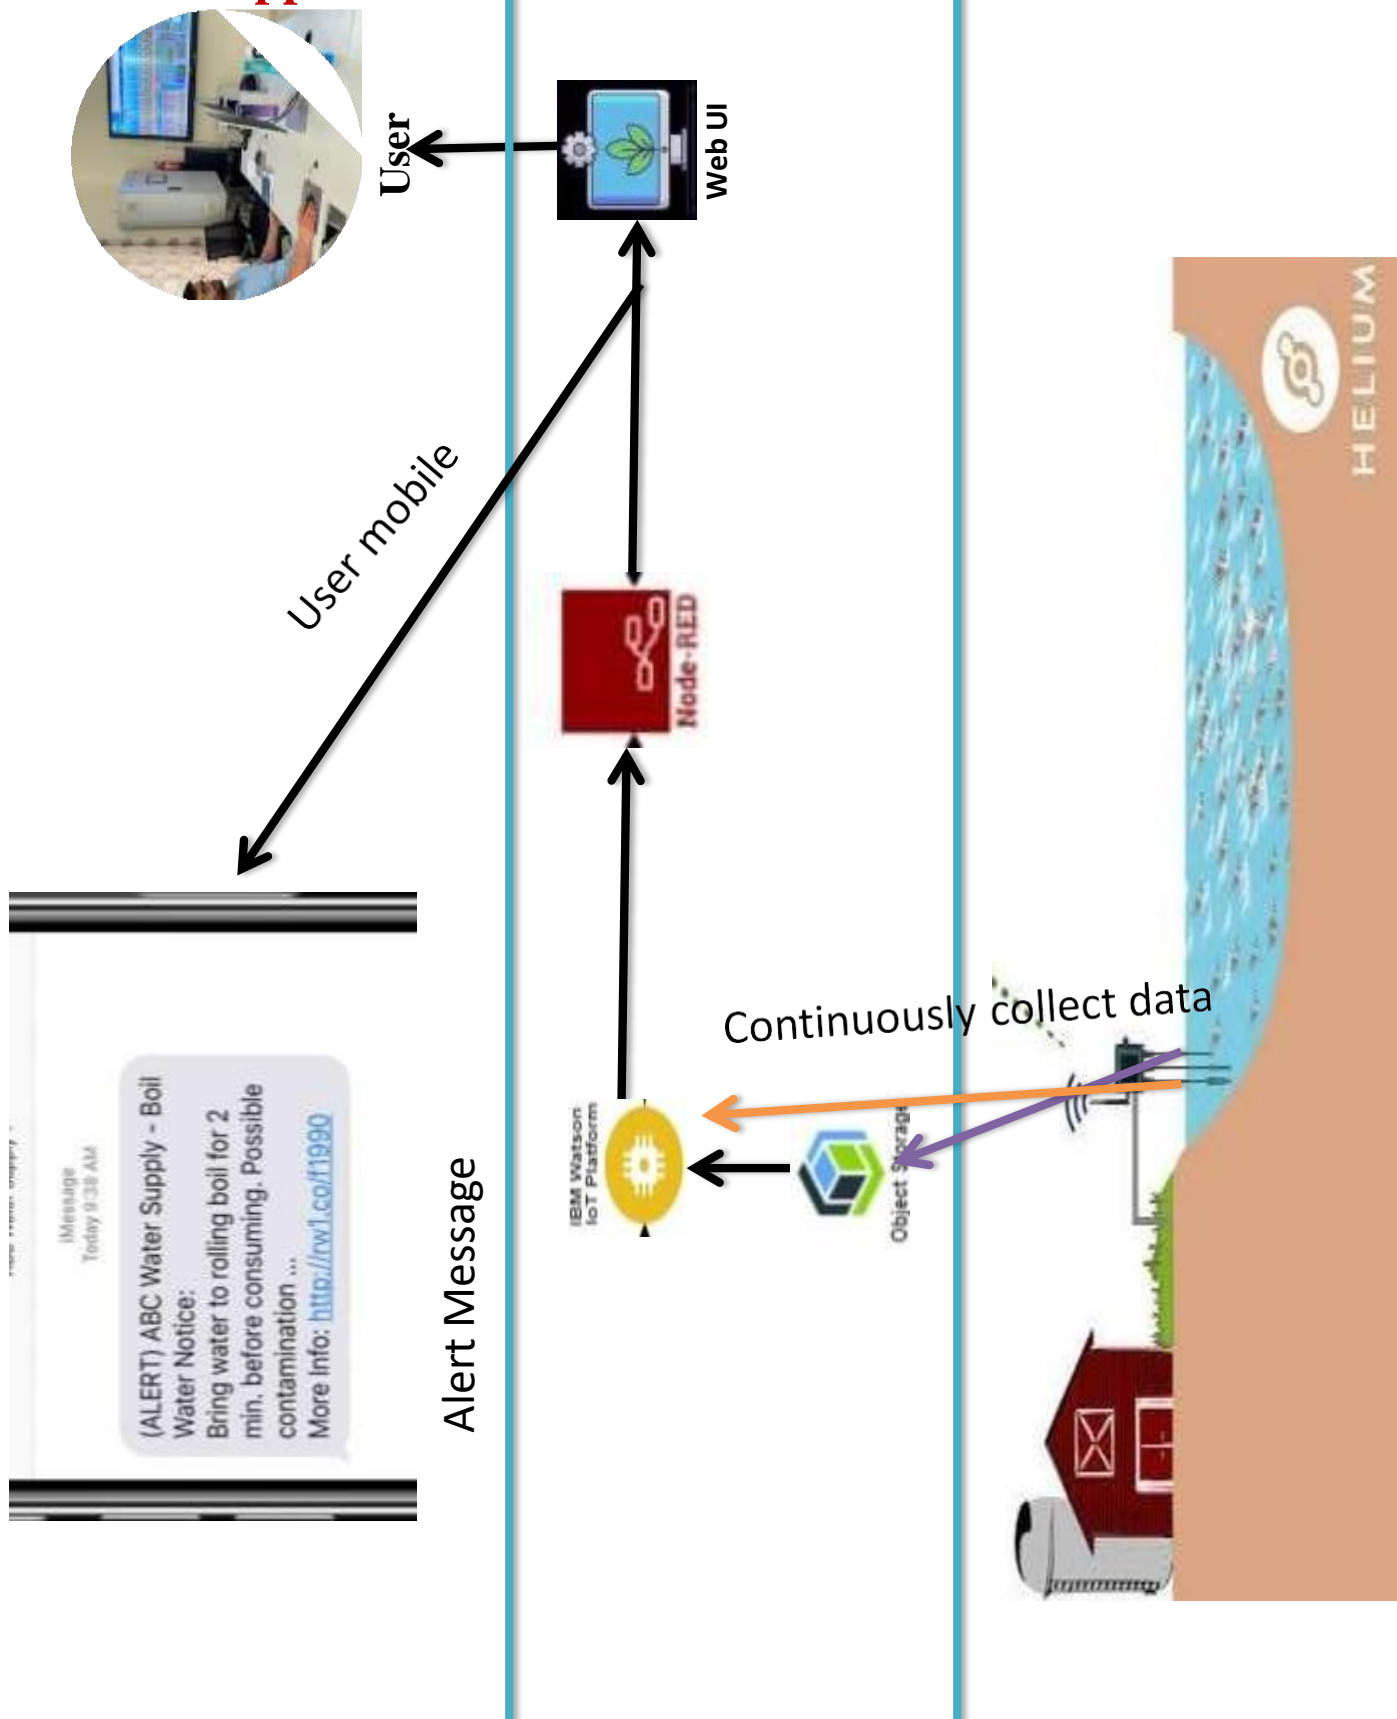 User
User mobile
iMessage
Today 9:38 AM
(ALERT) ABC Water Supply - Boil
Water Notice:
Bring water to rolling boil for 2
min. before consuming. Possible
contamination ...
More Info: http://rw1.co/f1990
Alert Message
Web UI
Node-RED
IBM Watson
IoT Platform
Object Storage
Continuously collect data
HELIUM